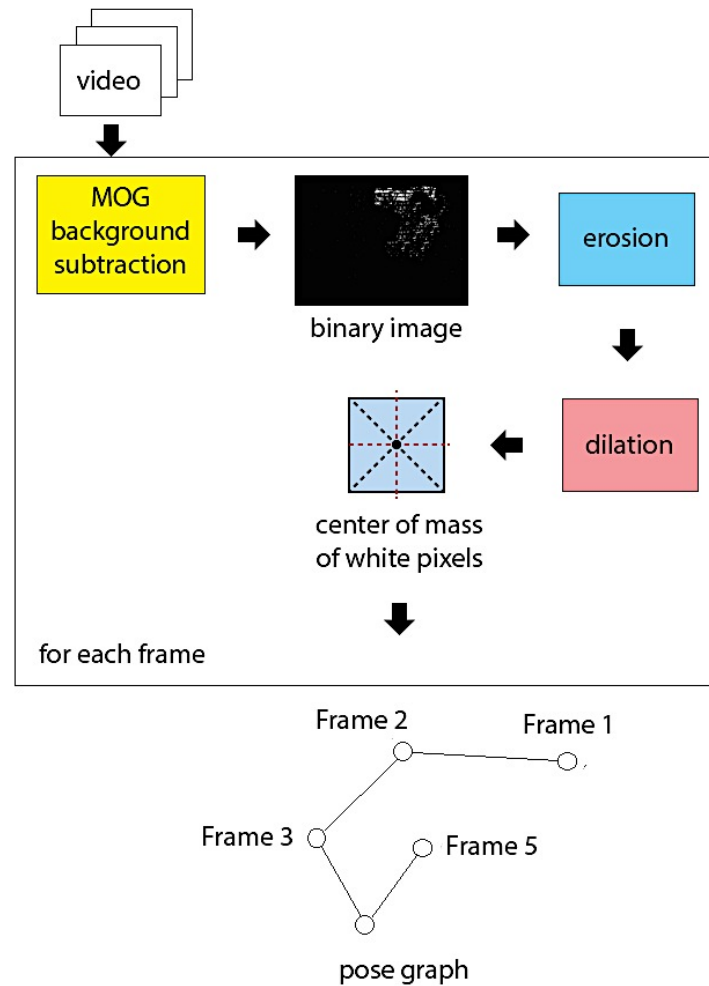 video
MOG
background
subtraction
binary image
erosion
dilation
center of mass
of white pixels
for each frame
Frame 2
Frame 1
Frame 3
Frame 5
pose graph